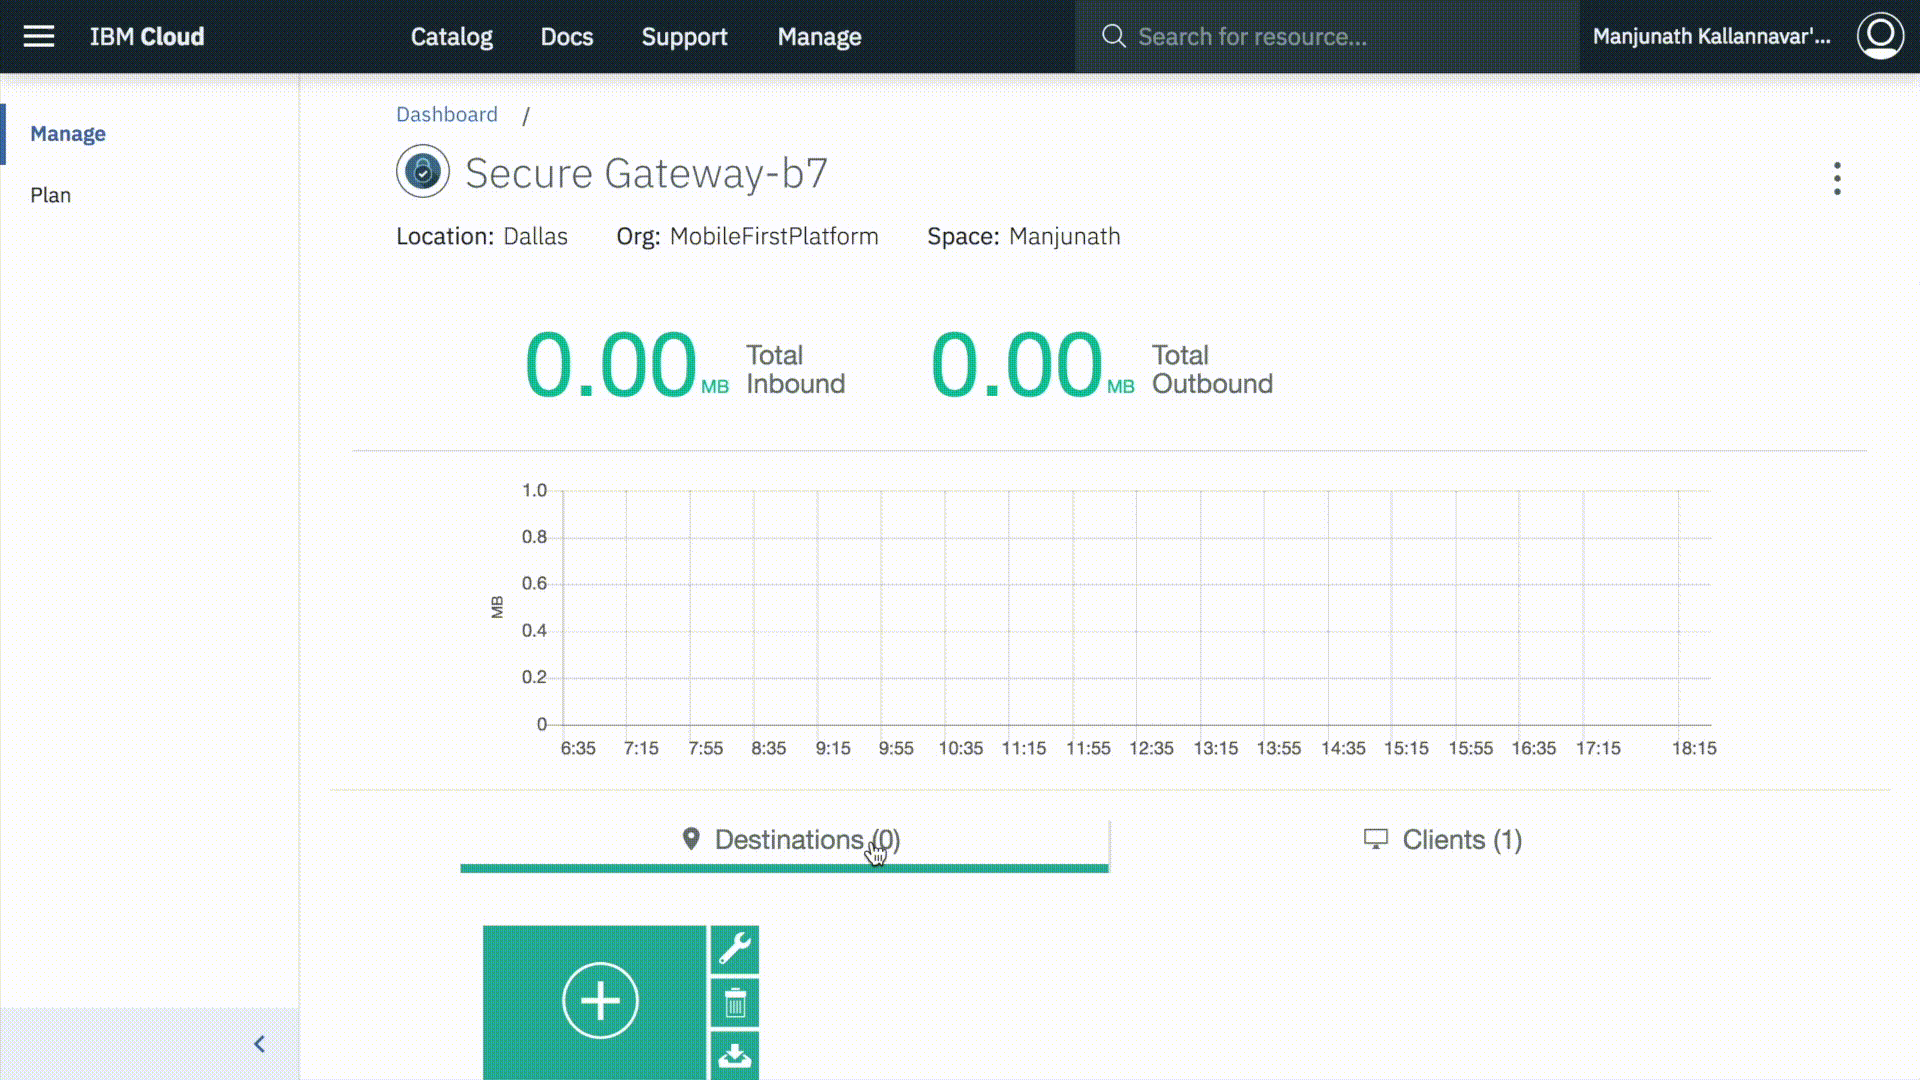 IBM Cloud
Catalog
Docs
Support
Manage
Search for resource...
Manjunath Kallannavar'...
Manage
Plan
Dashboard /
Secure Gateway-b7
Location: Dallas Org: MobileFirstPlatform Space: Manjunath
0.00 MB Total Inbound
0.00 MB Total Outbound
1.0
0.8
0.6
0.4
0.2
0
MB
6:35 7:15 7:55 8:35 9:15 9:55 10:35 11:15 11:55 12:35 13:15 13:55 14:35 15:15 15:55 16:35 17:15 18:15
Destinations (0)
Clients (1)